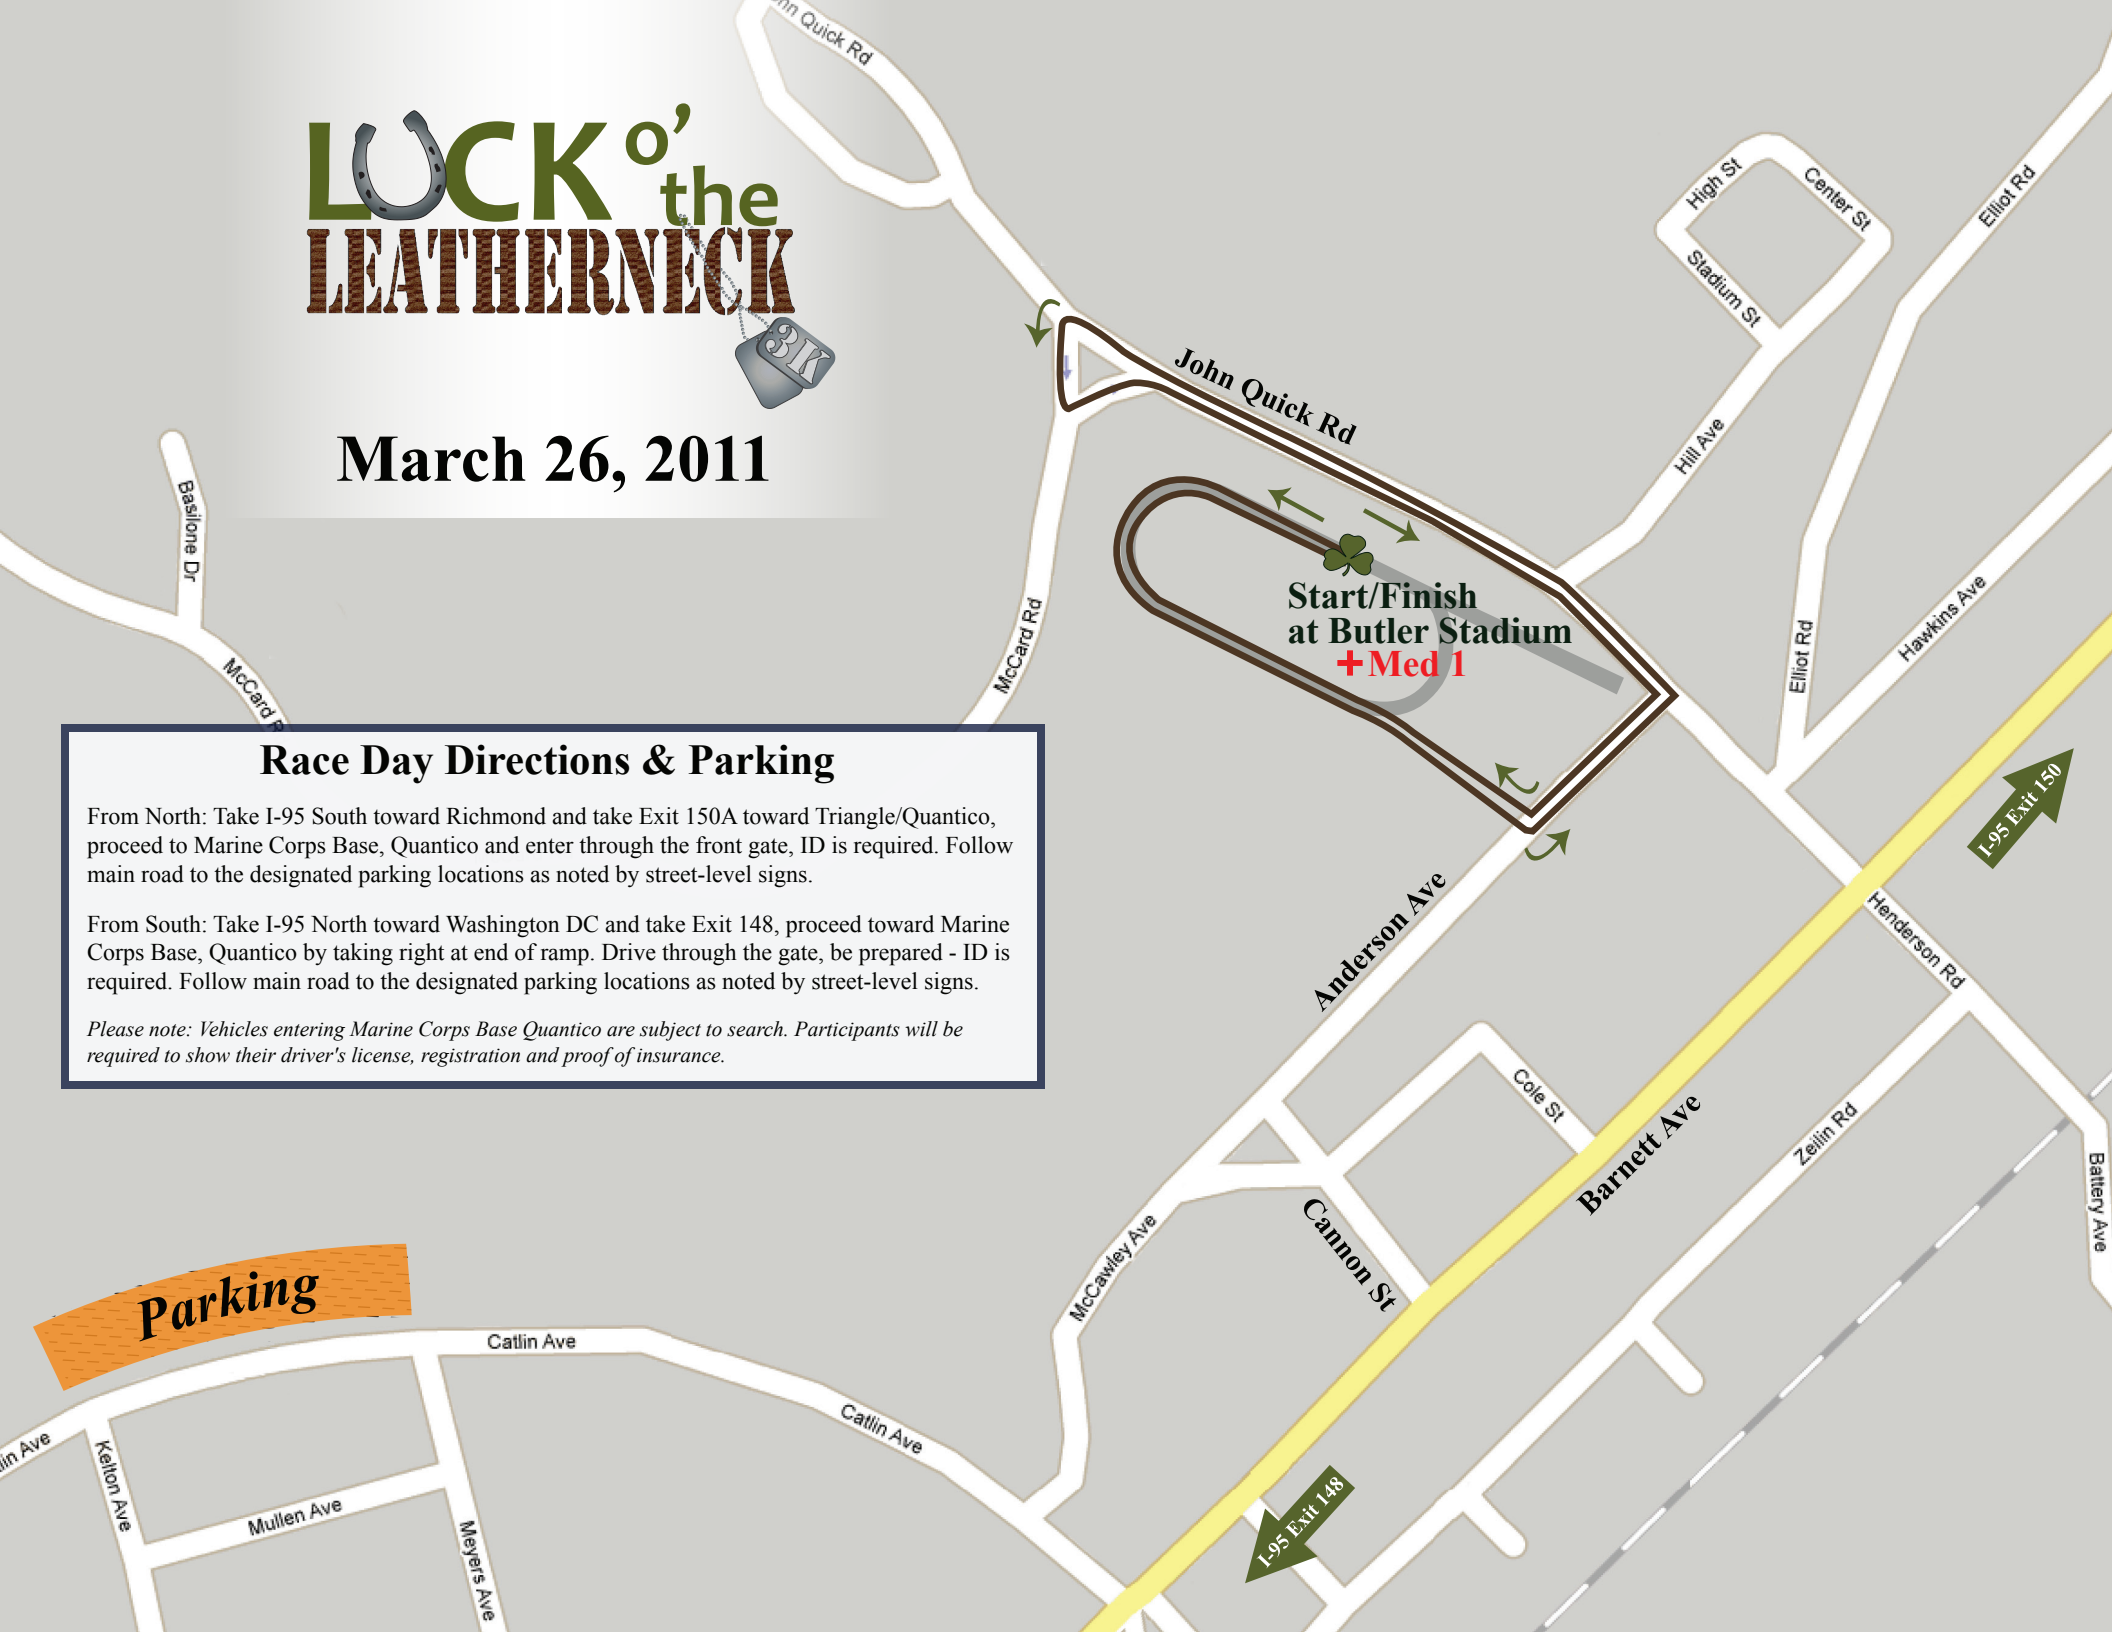 John Quick Rd
LUCK o'
the
LEATHERNECK
3K
March 26, 2011
High St
Center St
Stadium St
Elliot Rd
Hill Ave
John Quick Rd
Basilone Dr
McCard Rd
McCard R
Start/Finish
at Butler Stadium
+Med 1
Elliot Rd
Hawkins Ave
Race Day Directions & Parking
From North: Take I-95 South toward Richmond and take Exit 150A toward Triangle/Quantico,
proceed to Marine Corps Base, Quantico and enter through the front gate, ID is required. Follow
main road to the designated parking locations as noted by street-level signs.
From South: Take I-95 North toward Washington DC and take Exit 148, proceed toward Marine
Corps Base, Quantico by taking right at end of ramp. Drive through the gate, be prepared - ID is
required. Follow main road to the designated parking locations as noted by street-level signs.
Please note: Vehicles entering Marine Corps Base Quantico are subject to search. Participants will be
required to show their driver's license, registration and proof of insurance.
I-95 Exit 150
Anderson Ave
Henderson Rd
Cole St
Barnett Ave
Zeilin Rd
Battery Ave
Cannon St
McCawley Ave
Parking
Catlin Ave
Catlin Ave
lin Ave
Kelton Ave
Mullen Ave
Meyers Ave
I-95 Exit 148